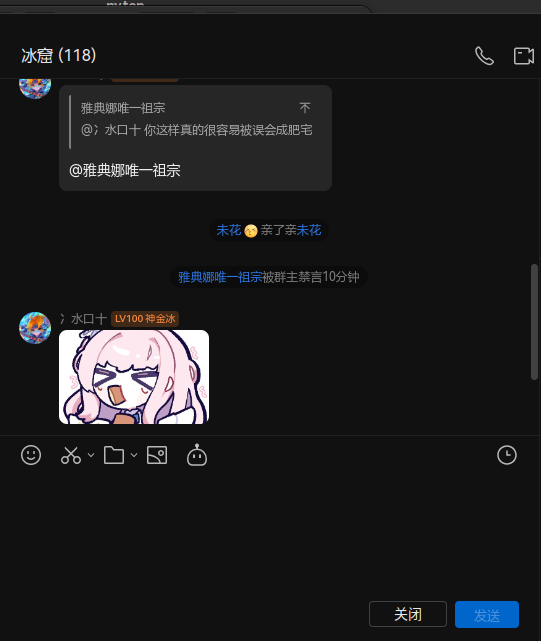 冰窟 (118)
雅典娜唯一祖宗
@冫水口十 你这样真的很容易被误会成肥宅
@雅典娜唯一祖宗
未花 亲了亲未花
雅典娜唯一祖宗被群主禁言10分钟
冫水口十 LV100 神金冰
关闭
发送